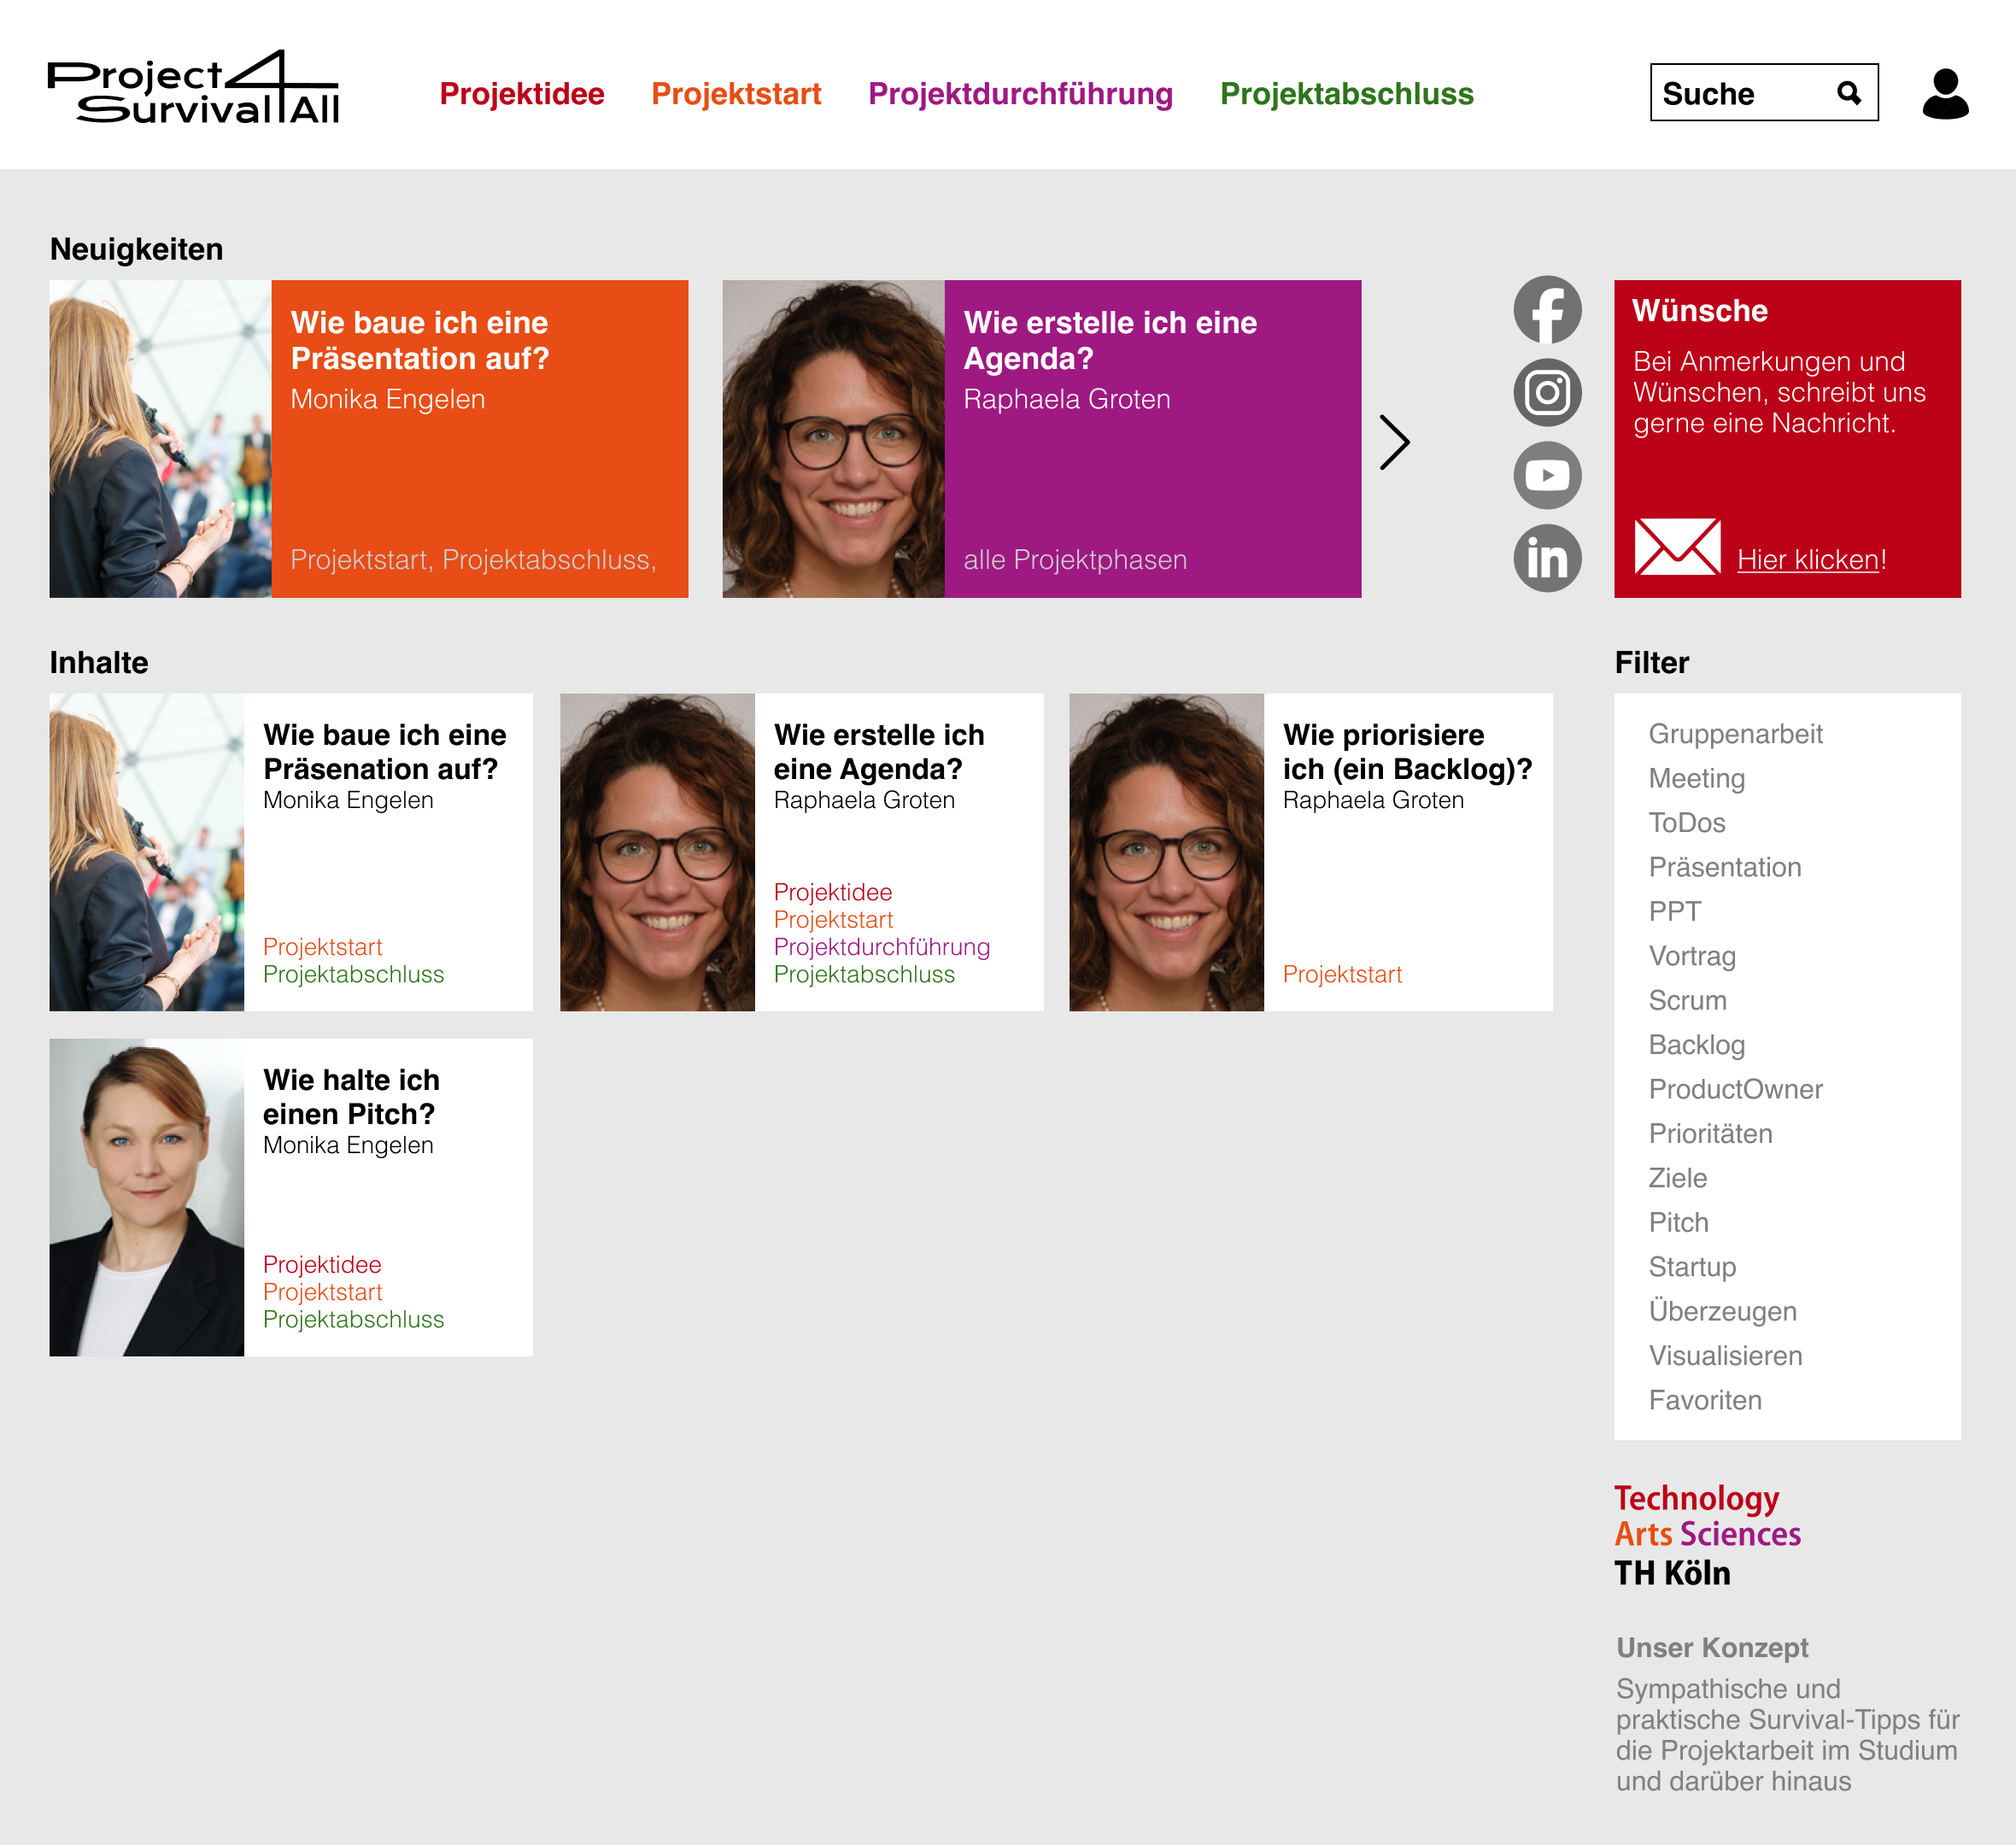 Project 4
Survival All
Projektidee
Projektstart
Projektdurchführung
Projektabschluss
Suche
Neuigkeiten
Wie baue ich eine
Präsentation auf?
Monika Engelen
Projektstart, Projektabschluss,
Wie erstelle ich eine
Agenda?
Raphaela Groten
alle Projektphasen
in
Wünsche
Bei Anmerkungen und
Wünschen, schreibt uns
gerne eine Nachricht.
Hier klicken!
Inhalte
Wie baue ich eine
Präsenation auf?
Monika Engelen
Projektstart
Projektabschluss
Wie erstelle ich
eine Agenda?
Raphaela Groten
Projektidee
Projektstart
Projektdurchführung
Projektabschluss
Wie priorisiere
ich (ein Backlog)?
Raphaela Groten
Projektstart
Wie halte ich
einen Pitch?
Monika Engelen
Projektidee
Projektstart
Projektabschluss
Filter
Gruppenarbeit
Meeting
ToDos
Präsentation
PPT
Vortrag
Scrum
Backlog
ProductOwner
Prioritäten
Ziele
Pitch
Startup
Überzeugen
Visualisieren
Favoriten
Technology
Arts Sciences
TH Köln
Unser Konzept
Sympathische und
praktische Survival-Tipps für
die Projektarbeit im Studium
und darüber hinaus